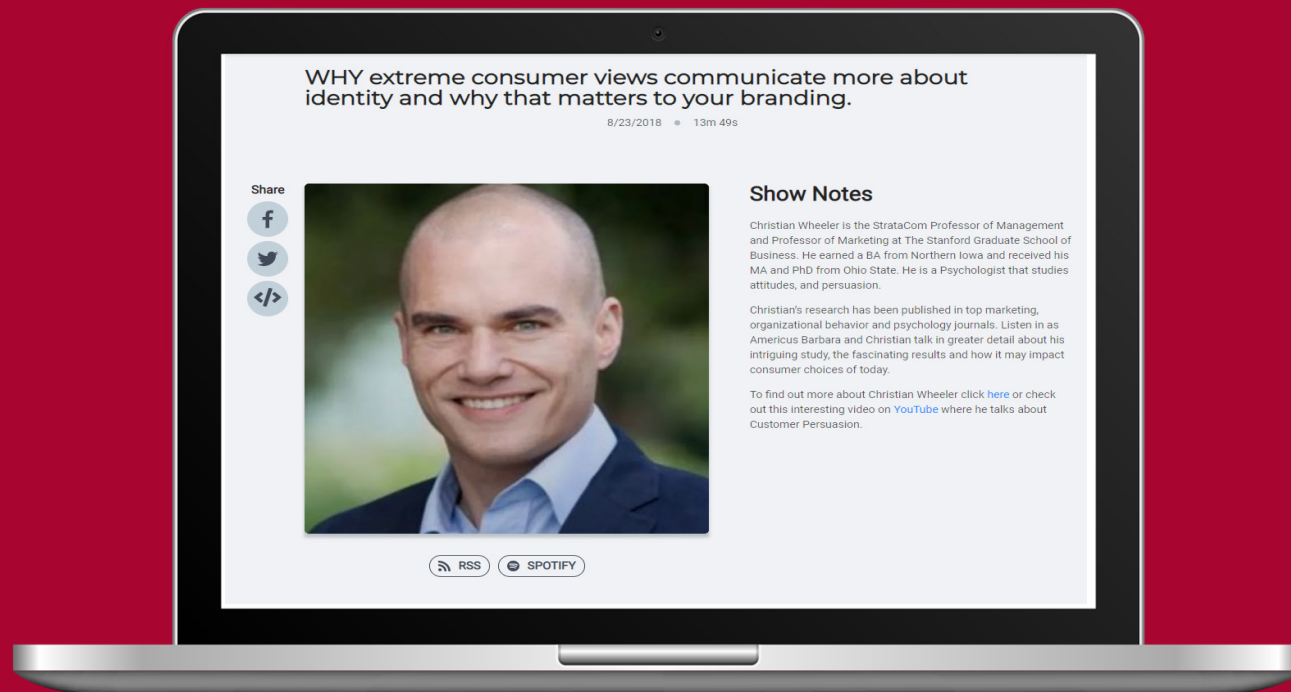 WHY extreme consumer views communicate more about
identity and why that matters to your branding.
8/23/2018 13m 49s
Share
Show Notes
Christian Wheeler is the StrataCom Professor of Management
and Professor of Marketing at The Stanford Graduate School of
Business. He earned a BA from Northern Iowa and received his
MA and PhD from Ohio State. He is a Psychologist that studies
attitudes, and persuasion.
Christian's research has been published in top marketing,
organizational behavior and psychology journals. Listen in as
Americus Barbara and Christian talk in greater detail about his
intriguing study, the fascinating results and how it may impact
consumer choices of today.
To find out more about Christian Wheeler click here or check
out this interesting video on YouTube where he talks about
Customer Persuasion.
RSS SPOTIFY